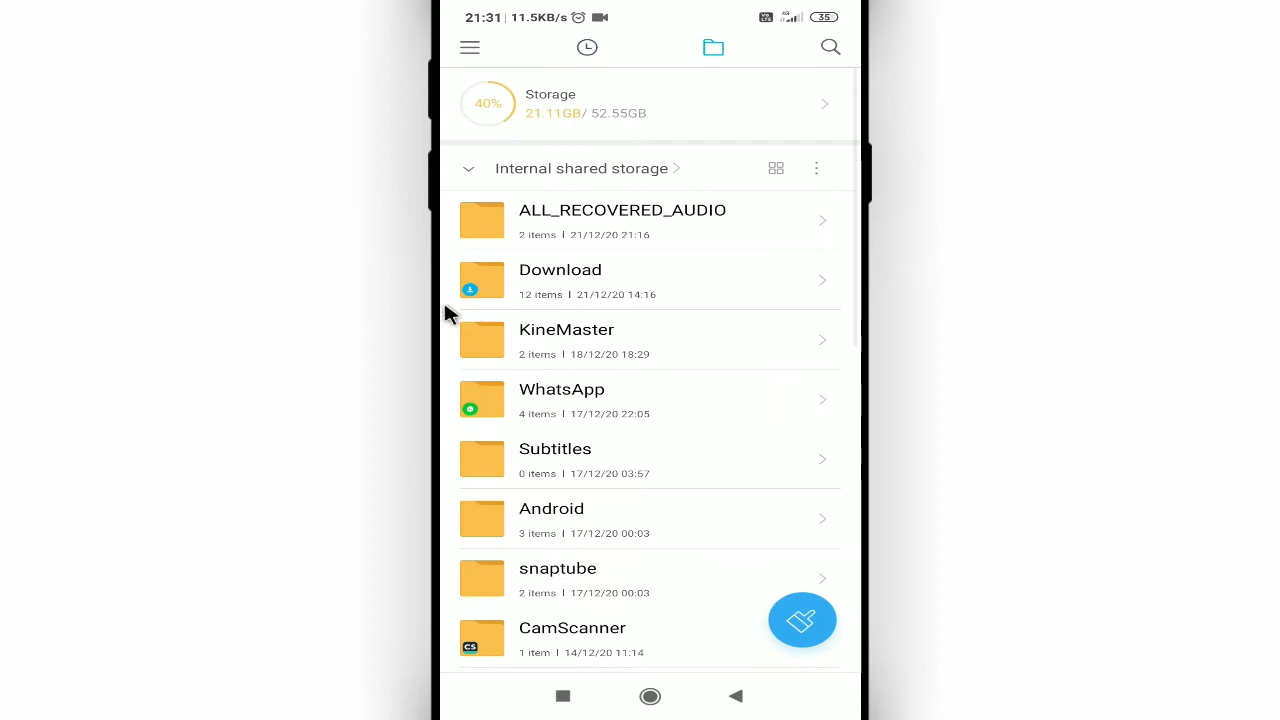 21:31 11.5KB/s 4G 35
40%
Storage
21.11GB/ 52.55GB
Internal shared storage
ALL_RECOVERED_AUDIO
2 items | 21/12/20 21:16
Download
12 items | 21/12/20 14:16
KineMaster
2 items | 18/12/20 18:29
WhatsApp
4 items | 17/12/20 22:05
Subtitles
0 items | 17/12/20 03:57
Android
3 items | 17/12/20 00:03
snaptube
2 items | 17/12/20 00:03
CS
CamScanner
1 item | 14/12/20 11:14